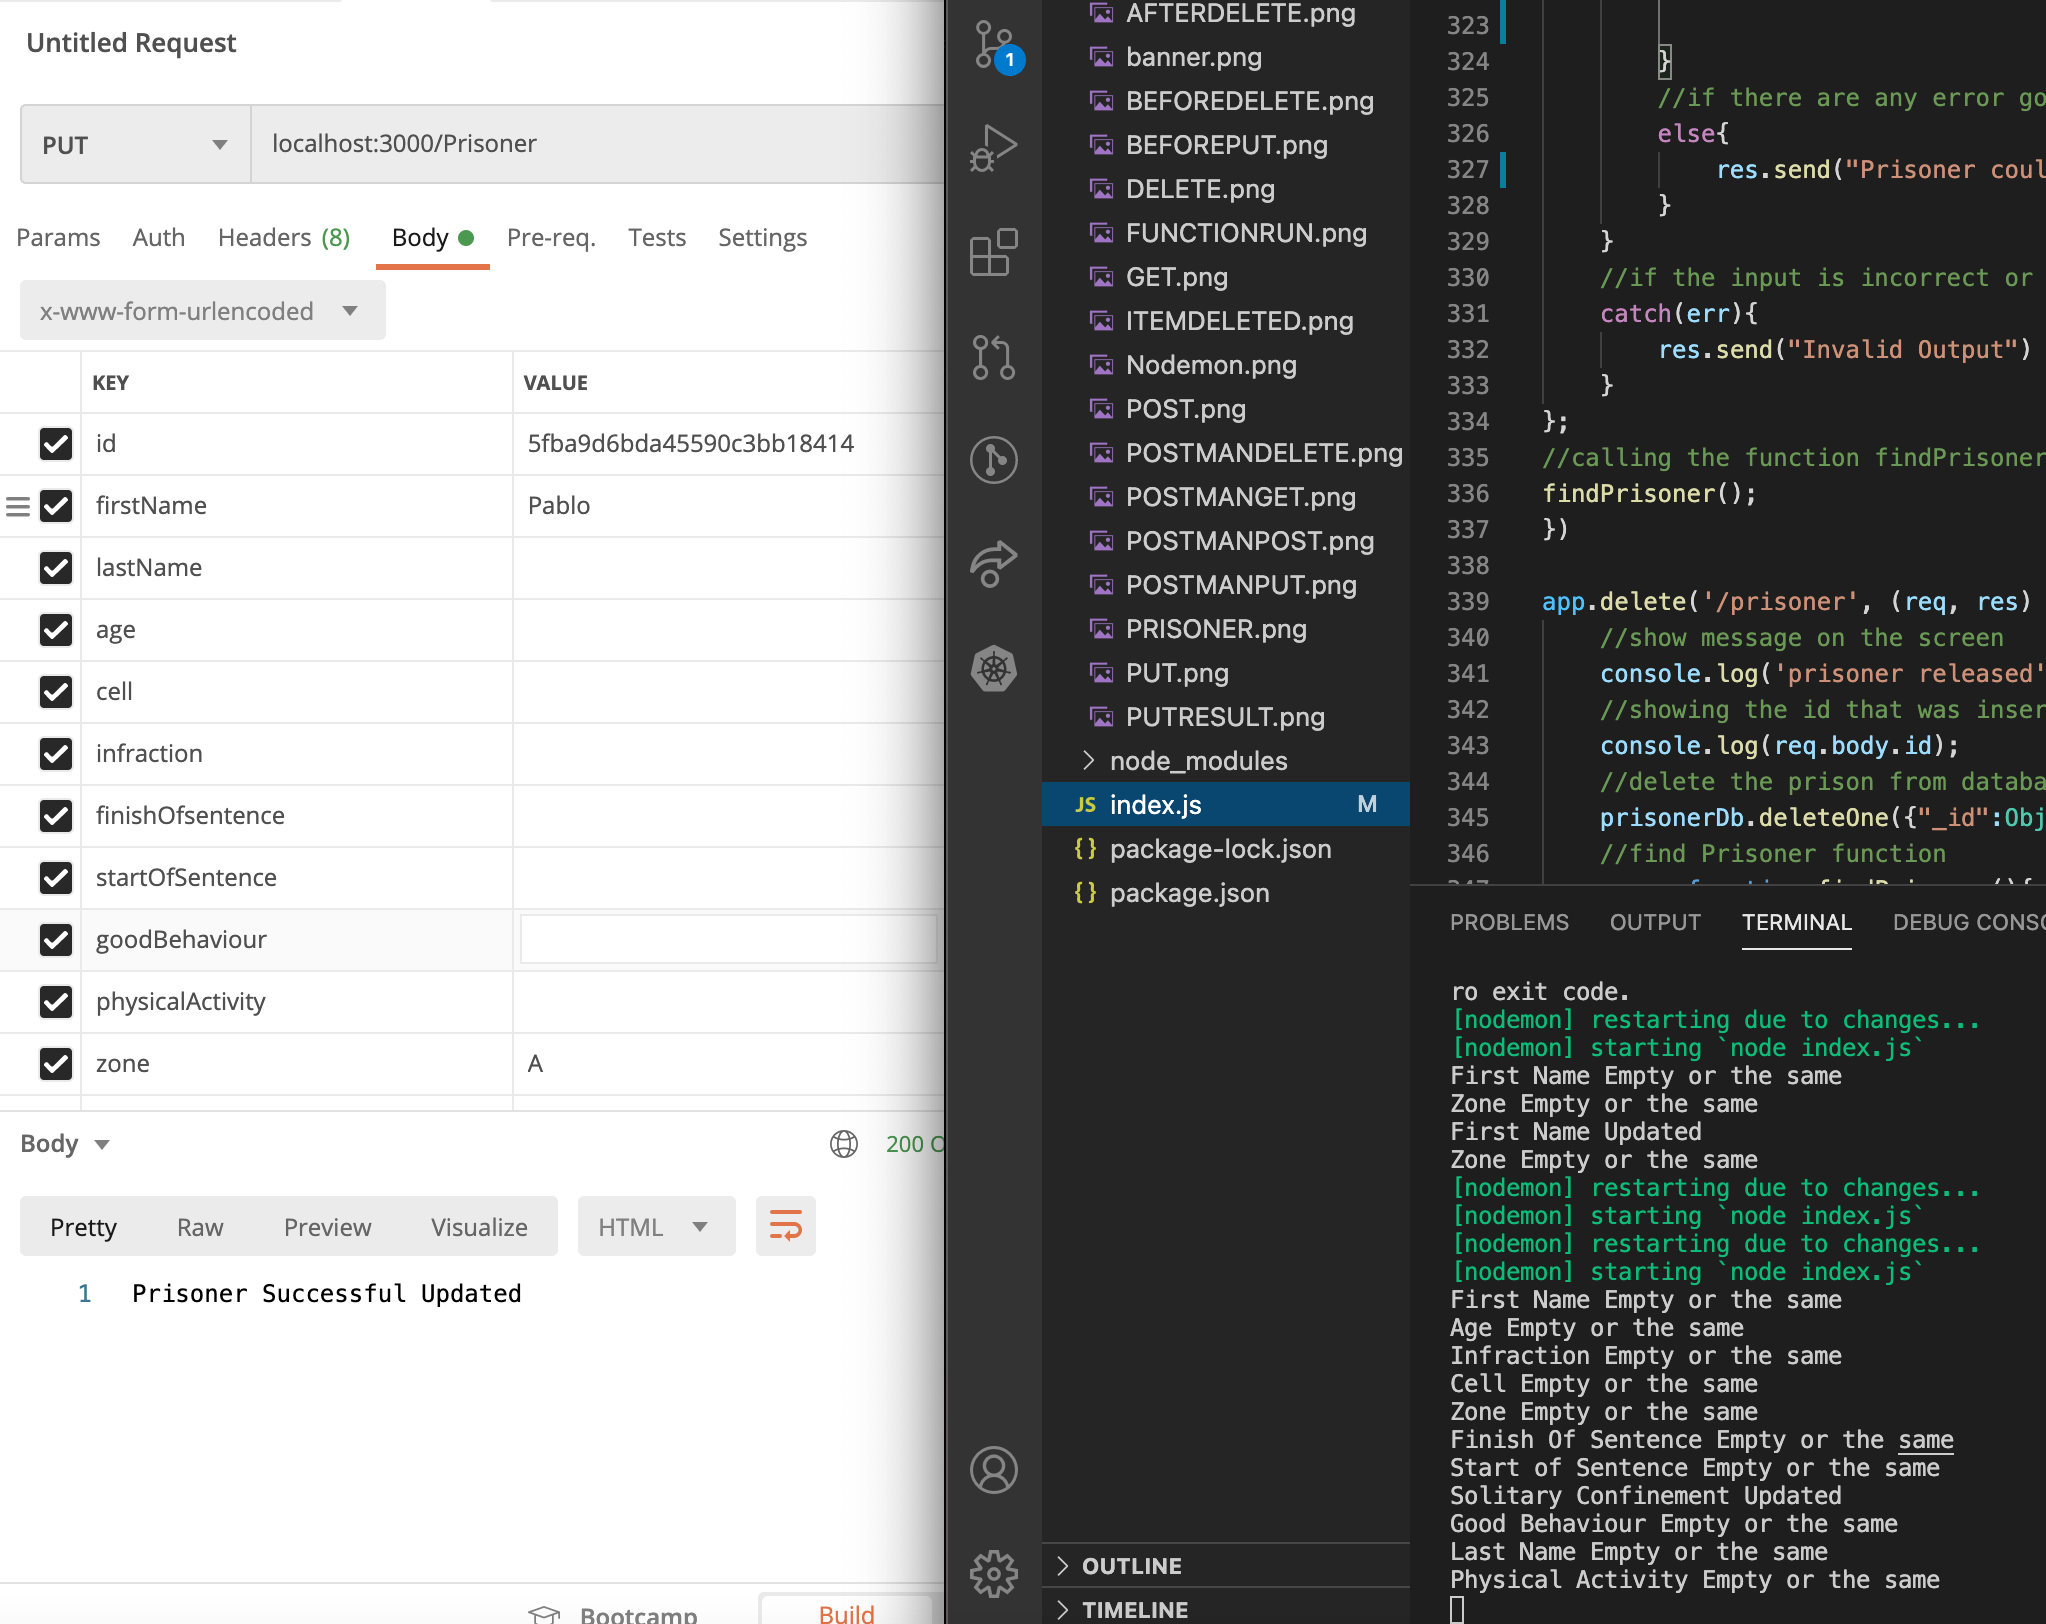 Untitled Request
PUT
localhost:3000/Prisoner
Params Auth Headers (8) Body Pre-req. Tests Settings
x-www-form-urlencoded
KEY VALUE
id 5fba9d6bda45590c3bb18414
firstName Pablo
lastName
age
cell
infraction
finishOfsentence
startOfSentence
goodBehaviour
physicalActivity
zone A
Body 200 O
Pretty Raw Preview Visualize HTML
1 Prisoner Successful Updated
Bootcamp Build
1
AFTERDELETE.png
banner.png
BEFOREDELETE.png
BEFOREPUT.png
DELETE.png
FUNCTIONRUN.png
GET.png
ITEMDELETED.png
Nodemon.png
POST.png
POSTMANDELETE.png
POSTMANGET.png
POSTMANPOST.png
POSTMANPUT.png
PRISONER.png
PUT.png
PUTRESULT.png
node_modules
JS index.js M
{} package-lock.json
{} package.json
OUTLINE
TIMELINE
323
324 }
325 //if there are any error go
326 else{
327 res.send("Prisoner coul
328 }
329 }
330 //if the input is incorrect or
331 catch(err){
332 res.send("Invalid Output")
333 }
334 };
335 //calling the function findPrisoner
336 findPrisoner();
337 })
338
339 app.delete('/prisoner', (req, res)
340 //show message on the screen
341 console.log('prisoner released'
342 //showing the id that was inser
343 console.log(req.body.id);
344 //delete the prison from databa
345 prisonerDb.deleteOne({"_id":Obj
346 //find Prisoner function
PROBLEMS OUTPUT TERMINAL DEBUG CONSO
ro exit code.
[nodemon] restarting due to changes...
[nodemon] starting `node index.js`
First Name Empty or the same
Zone Empty or the same
First Name Updated
Zone Empty or the same
[nodemon] restarting due to changes...
[nodemon] starting `node index.js`
[nodemon] restarting due to changes...
[nodemon] starting `node index.js`
First Name Empty or the same
Age Empty or the same
Infraction Empty or the same
Cell Empty or the same
Zone Empty or the same
Finish Of Sentence Empty or the same
Start of Sentence Empty or the same
Solitary Confinement Updated
Good Behaviour Empty or the same
Last Name Empty or the same
Physical Activity Empty or the same